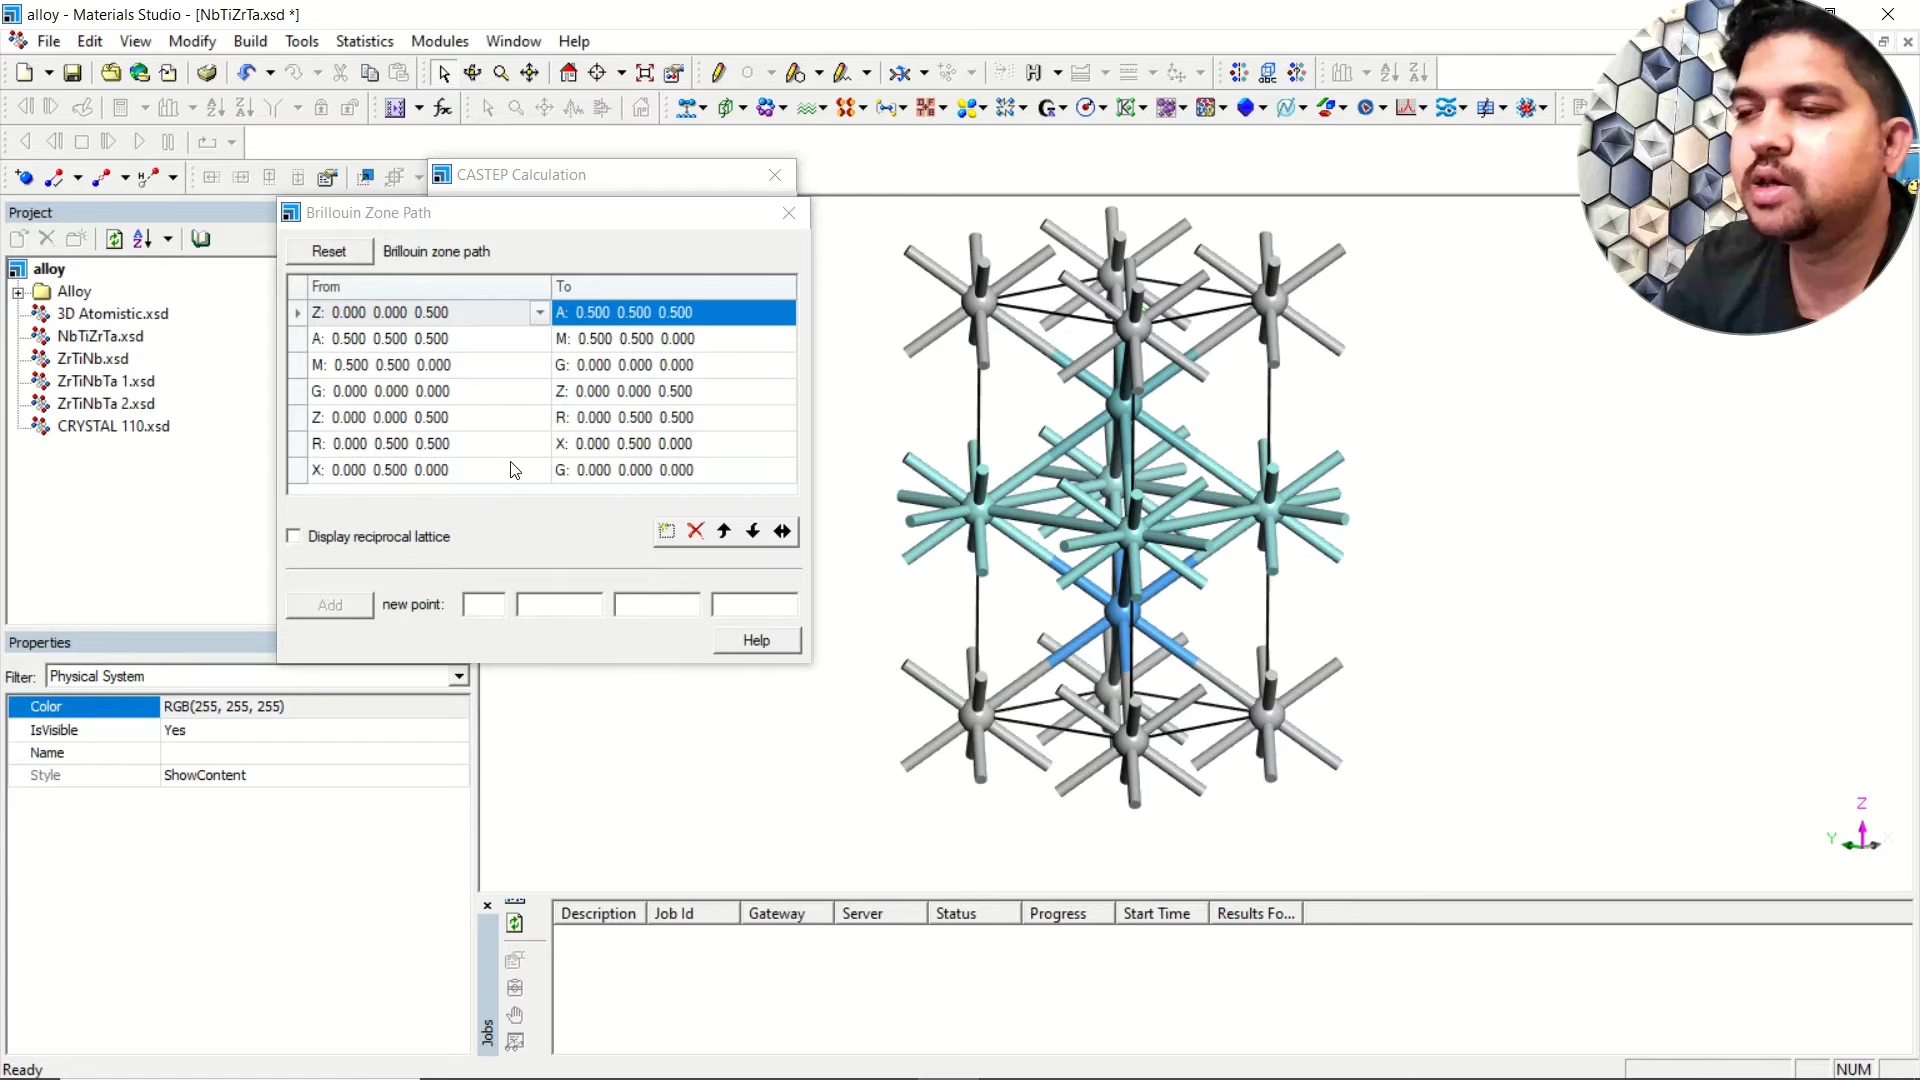 alloy - Materials Studio - [NbTiZrTa.xsd *]
File Edit View Modify Build Tools Statistics Modules Window Help
CASTEP Calculation
Project
Brillouin Zone Path
Reset Brillouin zone path
alloy
Alloy
3D Atomistic.xsd
NbTiZrTa.xsd
ZrTiNb.xsd
ZrTiNbTa 1.xsd
ZrTiNbTa 2.xsd
CRYSTAL 110.xsd
From To
Z: 0.000 0.000 0.500 A: 0.500 0.500 0.500
A: 0.500 0.500 0.500 M: 0.500 0.500 0.000
M: 0.500 0.500 0.000 G: 0.000 0.000 0.000
G: 0.000 0.000 0.000 Z: 0.000 0.000 0.500
Z: 0.000 0.000 0.500 R: 0.000 0.500 0.500
R: 0.000 0.500 0.500 X: 0.000 0.500 0.000
X: 0.000 0.500 0.000 G: 0.000 0.000 0.000
Display reciprocal lattice
Add new point:
Help
Properties
Filter: Physical System
Color RGB(255, 255, 255)
IsVisible Yes
Name
Style ShowContent
Z
Y X
Description Job Id Gateway Server Status Progress Start Time Results Fo...
Jobs
Ready
NUM